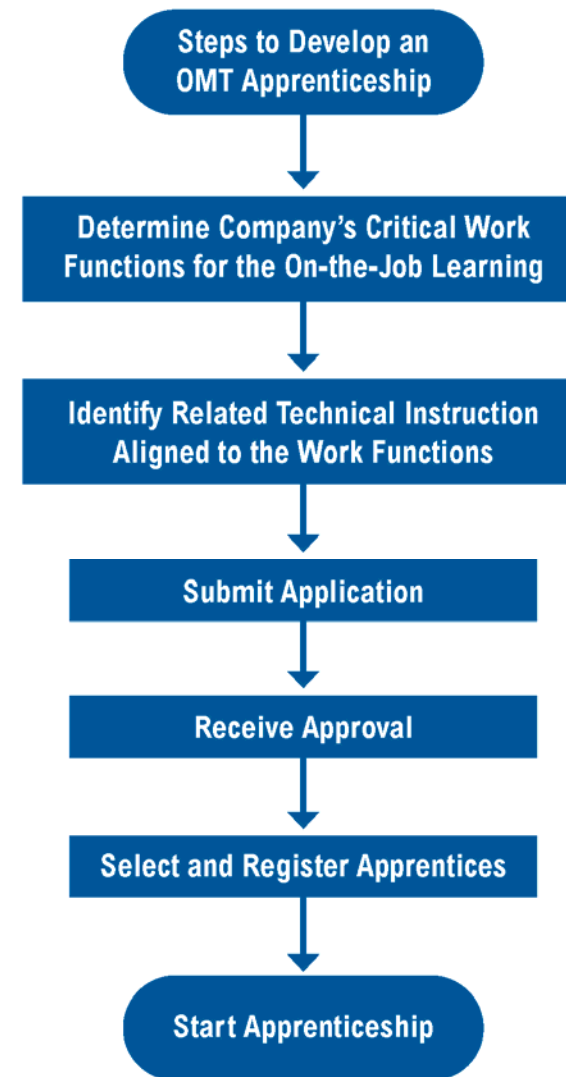 Steps to Develop an
OMT Apprenticeship
Determine Company's Critical Work
Functions for the On-the-Job Learning
Identify Related Technical Instruction
Aligned to the Work Functions
Submit Application
Receive Approval
Select and Register Apprentices
Start Apprenticeship